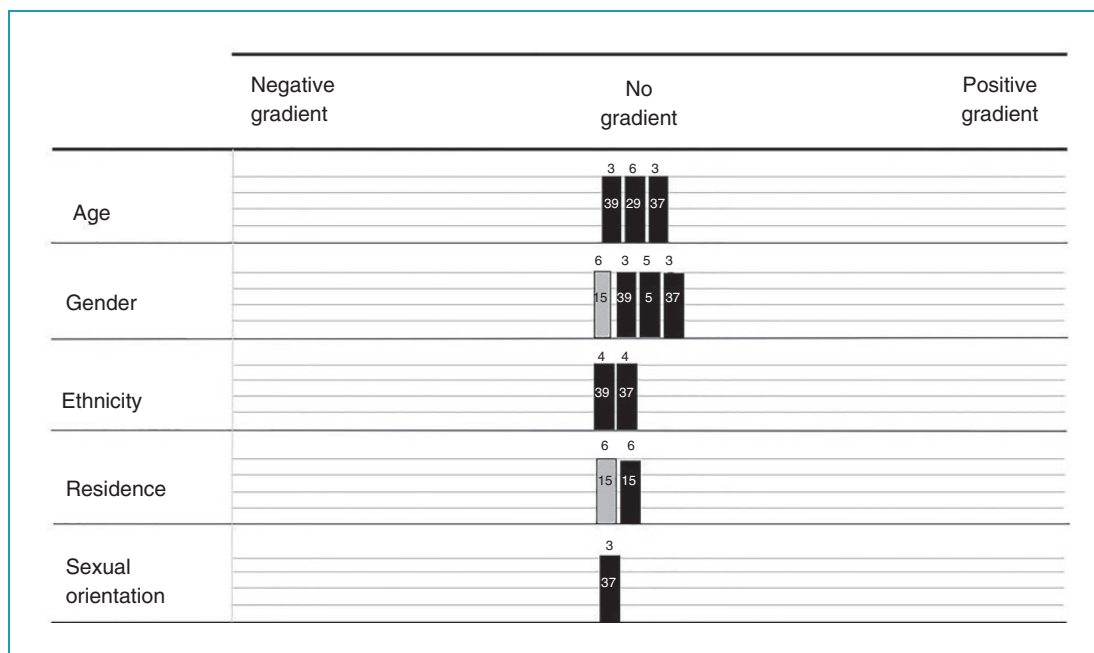 Negative
gradient
No
gradient
Positive
gradient
3 6 3
39 29 37
Age
6 3 5 3
15 39 5 37
Gender
4 4
39 37
Ethnicity
6 6
15 15
Residence
3
37
Sexual
orientation